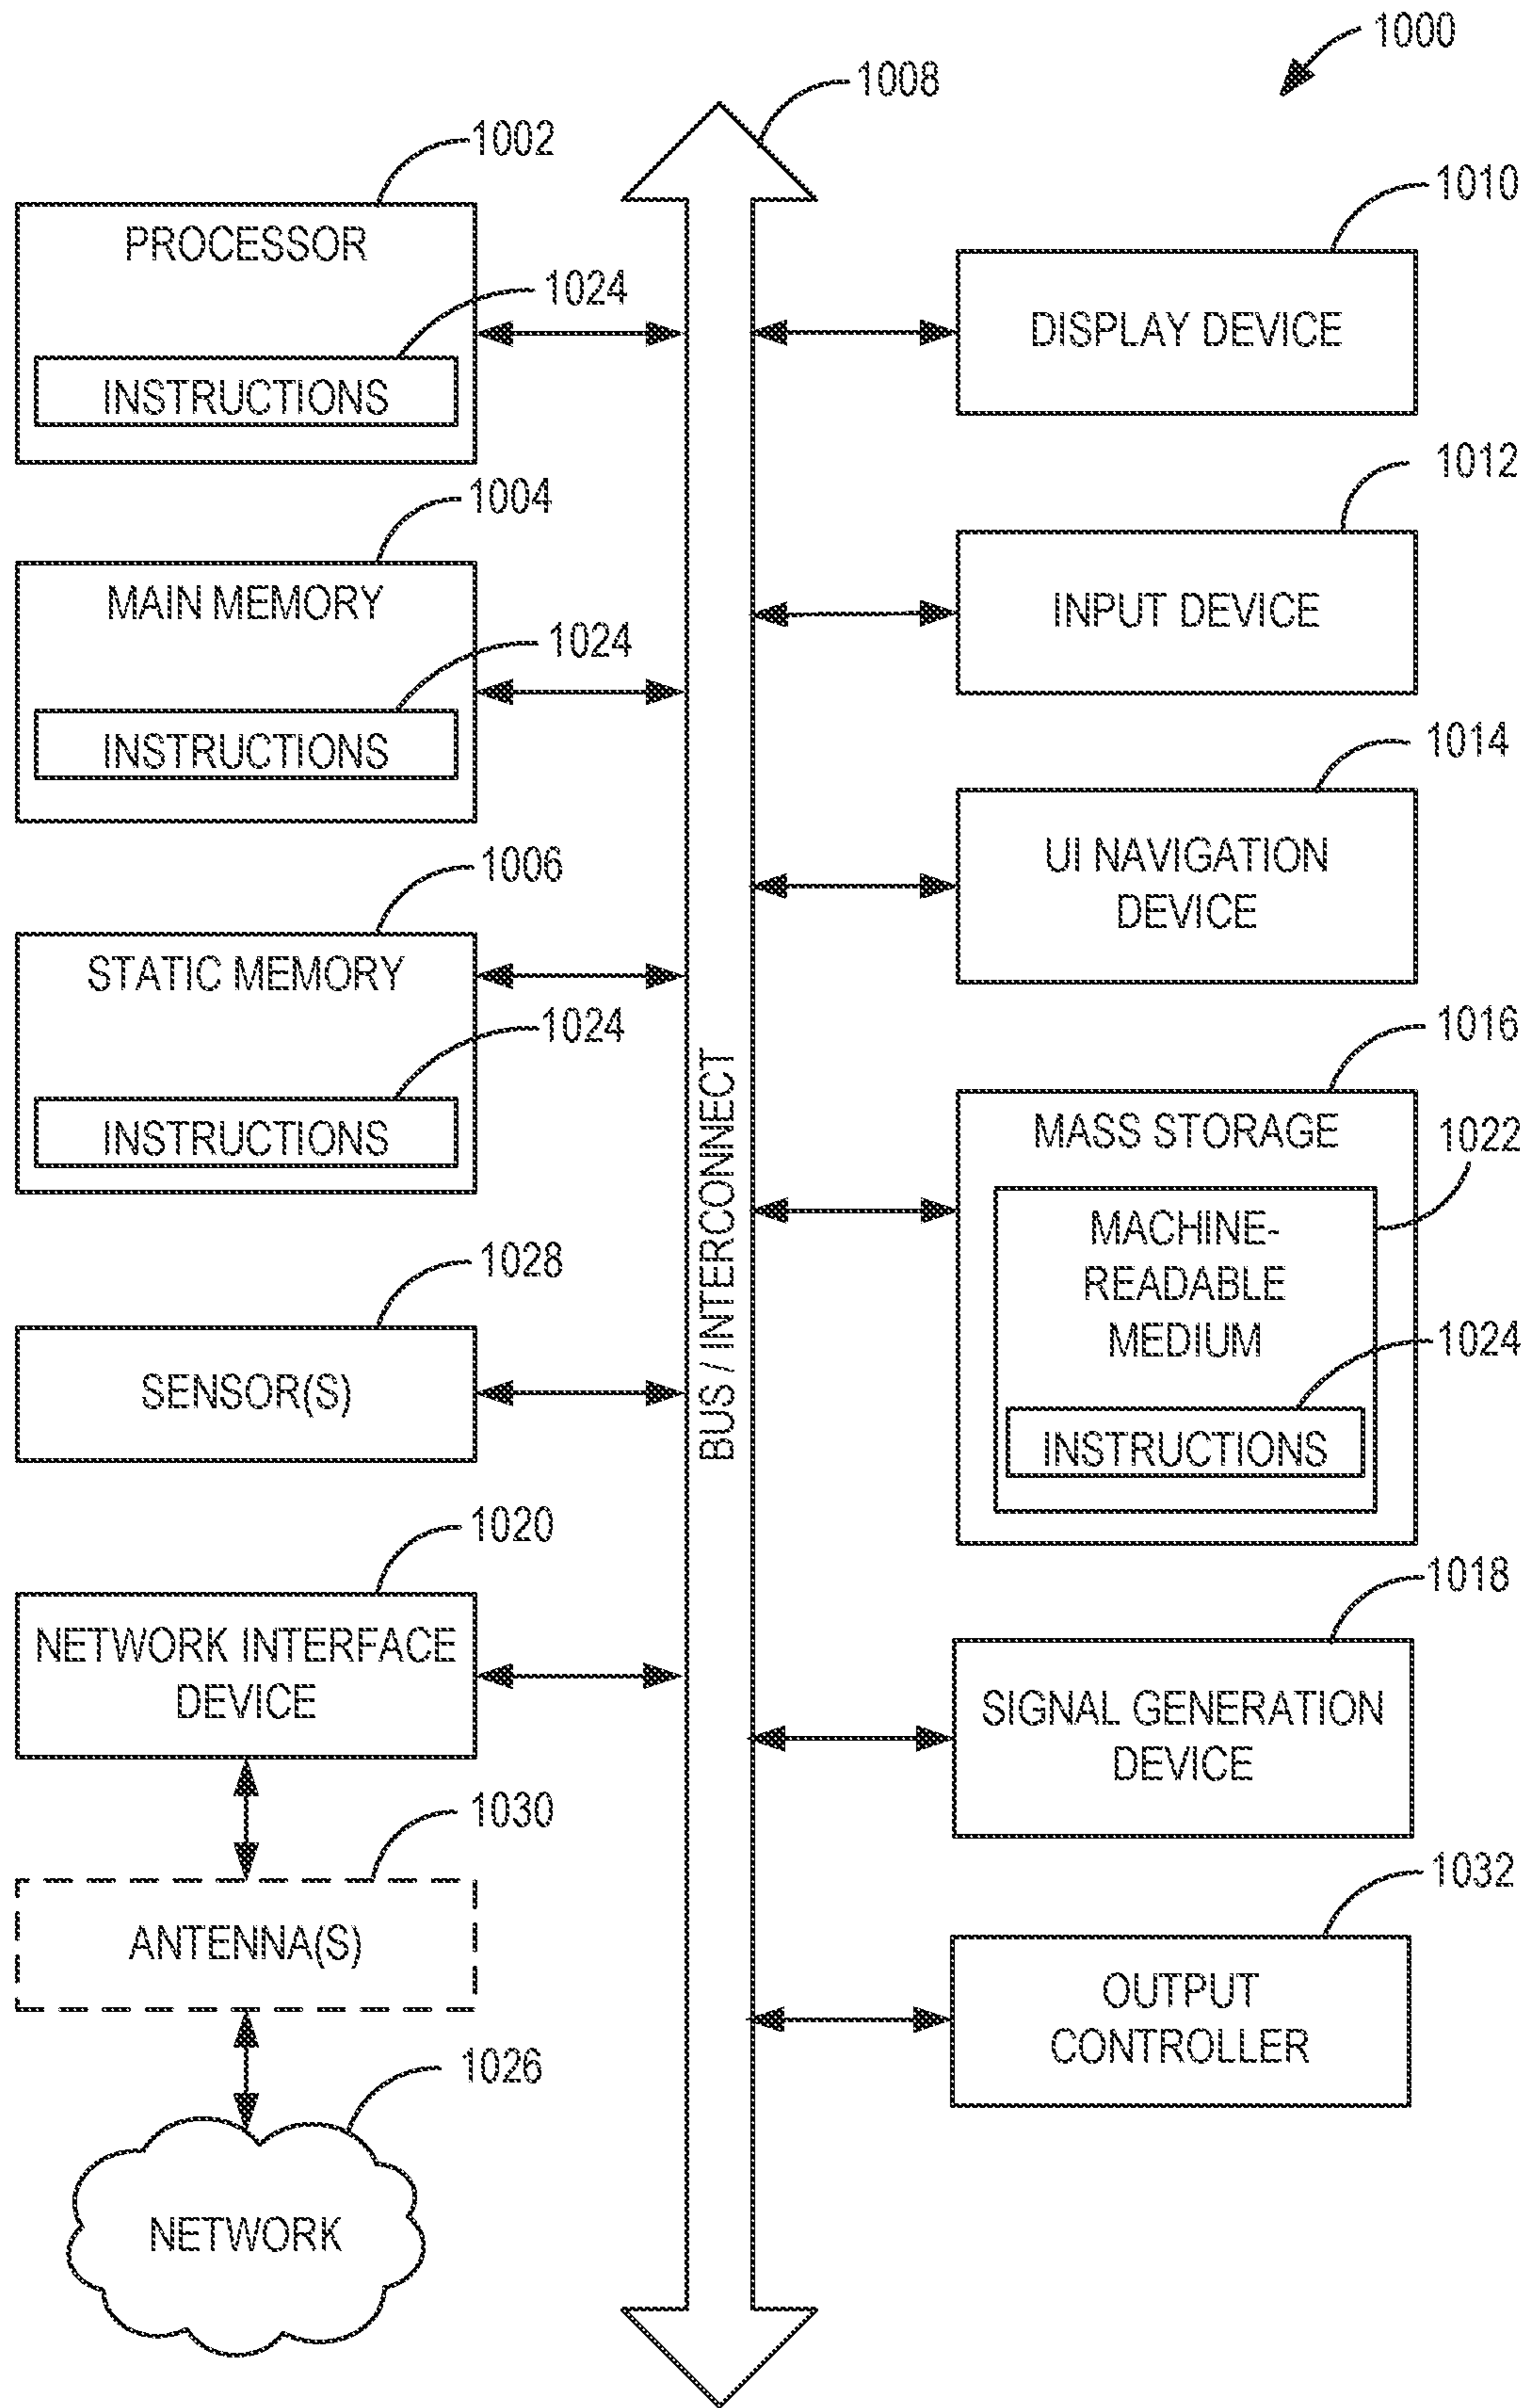 1000
1008
1002
PROCESSOR
1024
INSTRUCTIONS
1004
MAIN MEMORY
1024
INSTRUCTIONS
1006
STATIC MEMORY
1024
INSTRUCTIONS
1028
SENSOR(S)
1020
NETWORK INTERFACE
DEVICE
1030
ANTENNA(S)
1026
NETWORK
BUS / INTERCONNECT
1010
DISPLAY DEVICE
1012
INPUT DEVICE
1014
UI NAVIGATION
DEVICE
1016
MASS STORAGE
1022
MACHINE-
READABLE
MEDIUM
1024
INSTRUCTIONS
1018
SIGNAL GENERATION
DEVICE
1032
OUTPUT
CONTROLLER